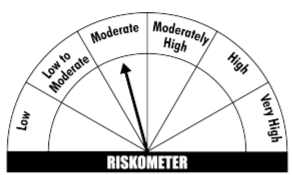 Low
Low to
Moderate
Moderate
Moderately
High
High
Very High
RISKOMETER